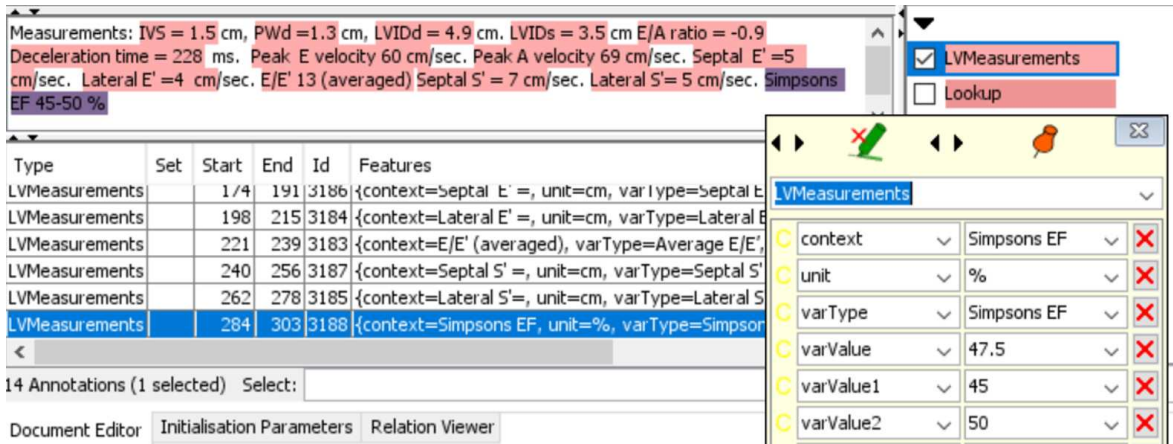 Measurements: IVS = 1.5 cm, PWd =1.3 cm, LVIDd = 4.9 cm. LVIDs = 3.5 cm E/A ratio = -0.9
Deceleration time = 228 ms. Peak E velocity 60 cm/sec. Peak A velocity 69 cm/sec. Septal E' =5
cm/sec. Lateral E' =4 cm/sec. E/E' 13 (averaged) Septal S' = 7 cm/sec. Lateral S'= 5 cm/sec. Simpsons
EF 45-50 %
LVMeasurements
Lookup
Type Set Start End Id Features
LVMeasurements 174 191 3186 {context=Septal E' =, unit=cm, varType=Septal E
LVMeasurements 198 215 3184 {context=Lateral E' =, unit=cm, varType=Lateral E
LVMeasurements 221 239 3183 {context=E/E' (averaged), varType=Average E/E',
LVMeasurements 240 256 3187 {context=Septal S' =, unit=cm, varType=Septal S'
LVMeasurements 262 278 3185 {context=Lateral S'=, unit=cm, varType=Lateral S
LVMeasurements 284 303 3188 {context=Simpsons EF, unit=%, varType=Simpson
14 Annotations (1 selected) Select:
Document Editor Initialisation Parameters Relation Viewer
LVMeasurements
C context Simpsons EF
C unit %
C varType Simpsons EF
C varValue 47.5
C varValue1 45
C varValue2 50